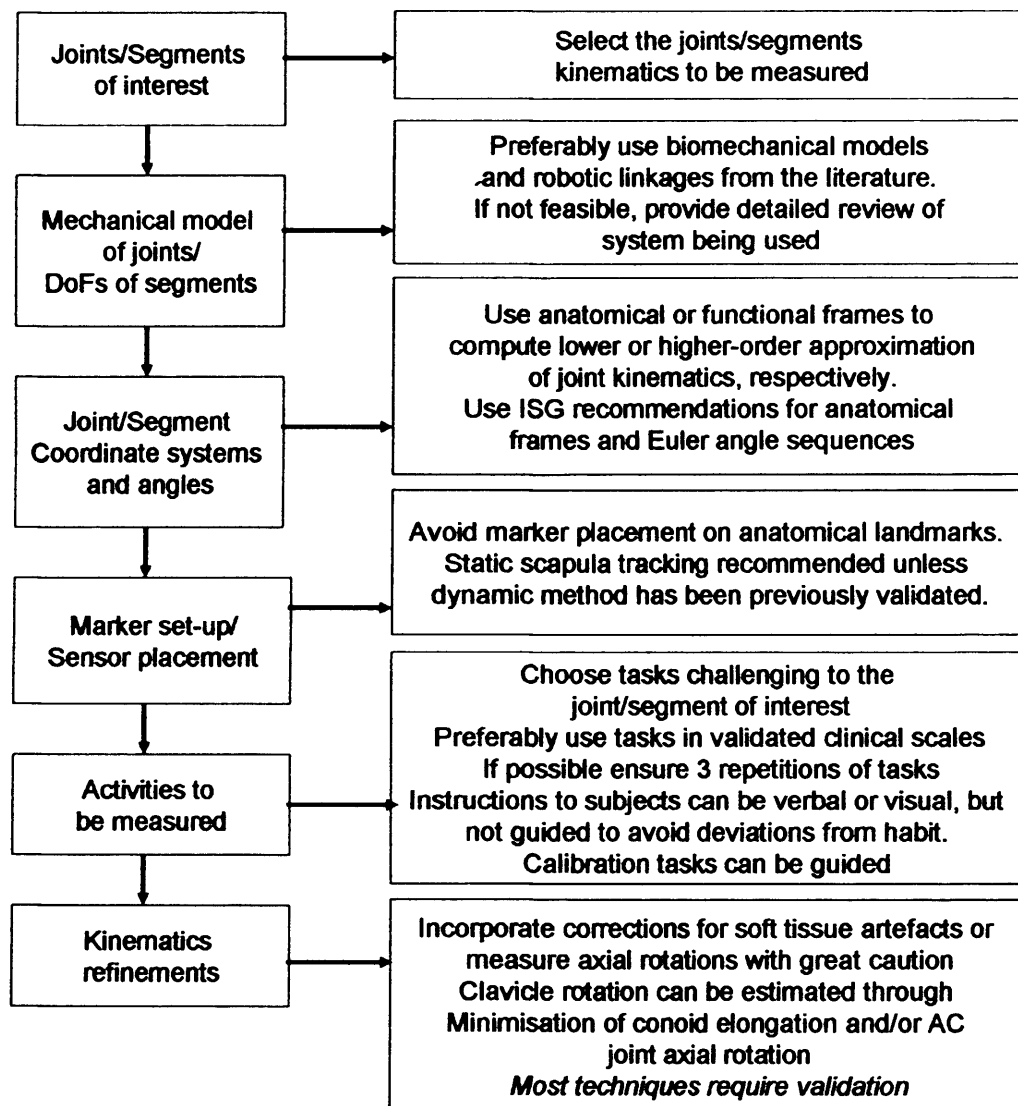 Joints/Segments
of interest
Select the joints/segments
kinematics to be measured
Mechanical model
of joints/
DoFs of segments
Preferably use biomechanical models
and robotic linkages from the literature.
If not feasible, provide detailed review of
system being used
Joint/Segment
Coordinate systems
and angles
Use anatomical or functional frames to
compute lower or higher-order approximation
of joint kinematics, respectively.
Use ISG recommendations for anatomical
frames and Euler angle sequences
Marker set-up/
Sensor placement
Avoid marker placement on anatomical landmarks.
Static scapula tracking recommended unless
dynamic method has been previously validated.
Activities to
be measured
Choose tasks challenging to the
joint/segment of interest
Preferably use tasks in validated clinical scales
If possible ensure 3 repetitions of tasks
Instructions to subjects can be verbal or visual, but
not guided to avoid deviations from habit.
Calibration tasks can be guided
Kinematics
refinements
Incorporate corrections for soft tissue artefacts or
measure axial rotations with great caution
Clavicle rotation can be estimated through
Minimisation of conoid elongation and/or AC
joint axial rotation
Most techniques require validation